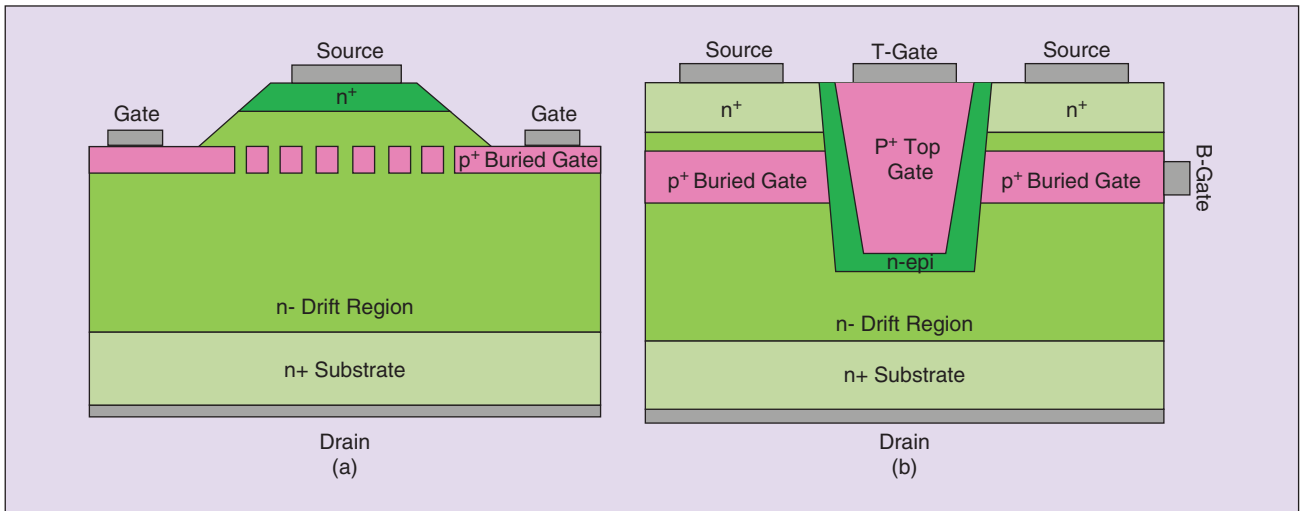 Source
n⁺
Gate
Gate
p⁺ Buried Gate
n- Drift Region
n+ Substrate
Drain
(a)
Source
T-Gate
Source
n⁺
n⁺
P⁺ Top
Gate
p⁺ Buried Gate
p⁺ Buried Gate
B-Gate
n-epi
n- Drift Region
n+ Substrate
Drain
(b)